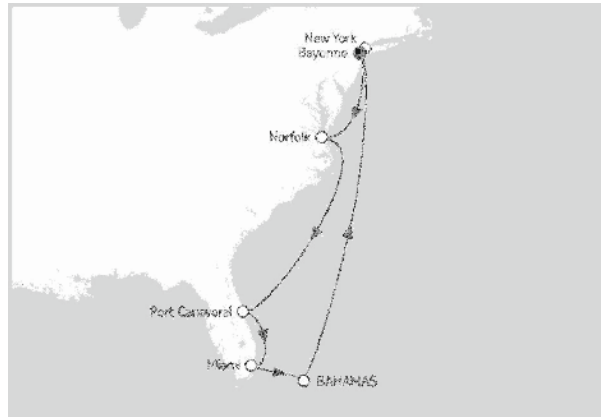 New York
Bayonne
Norfolk
Port Canaveral
Miami
BAHAMAS